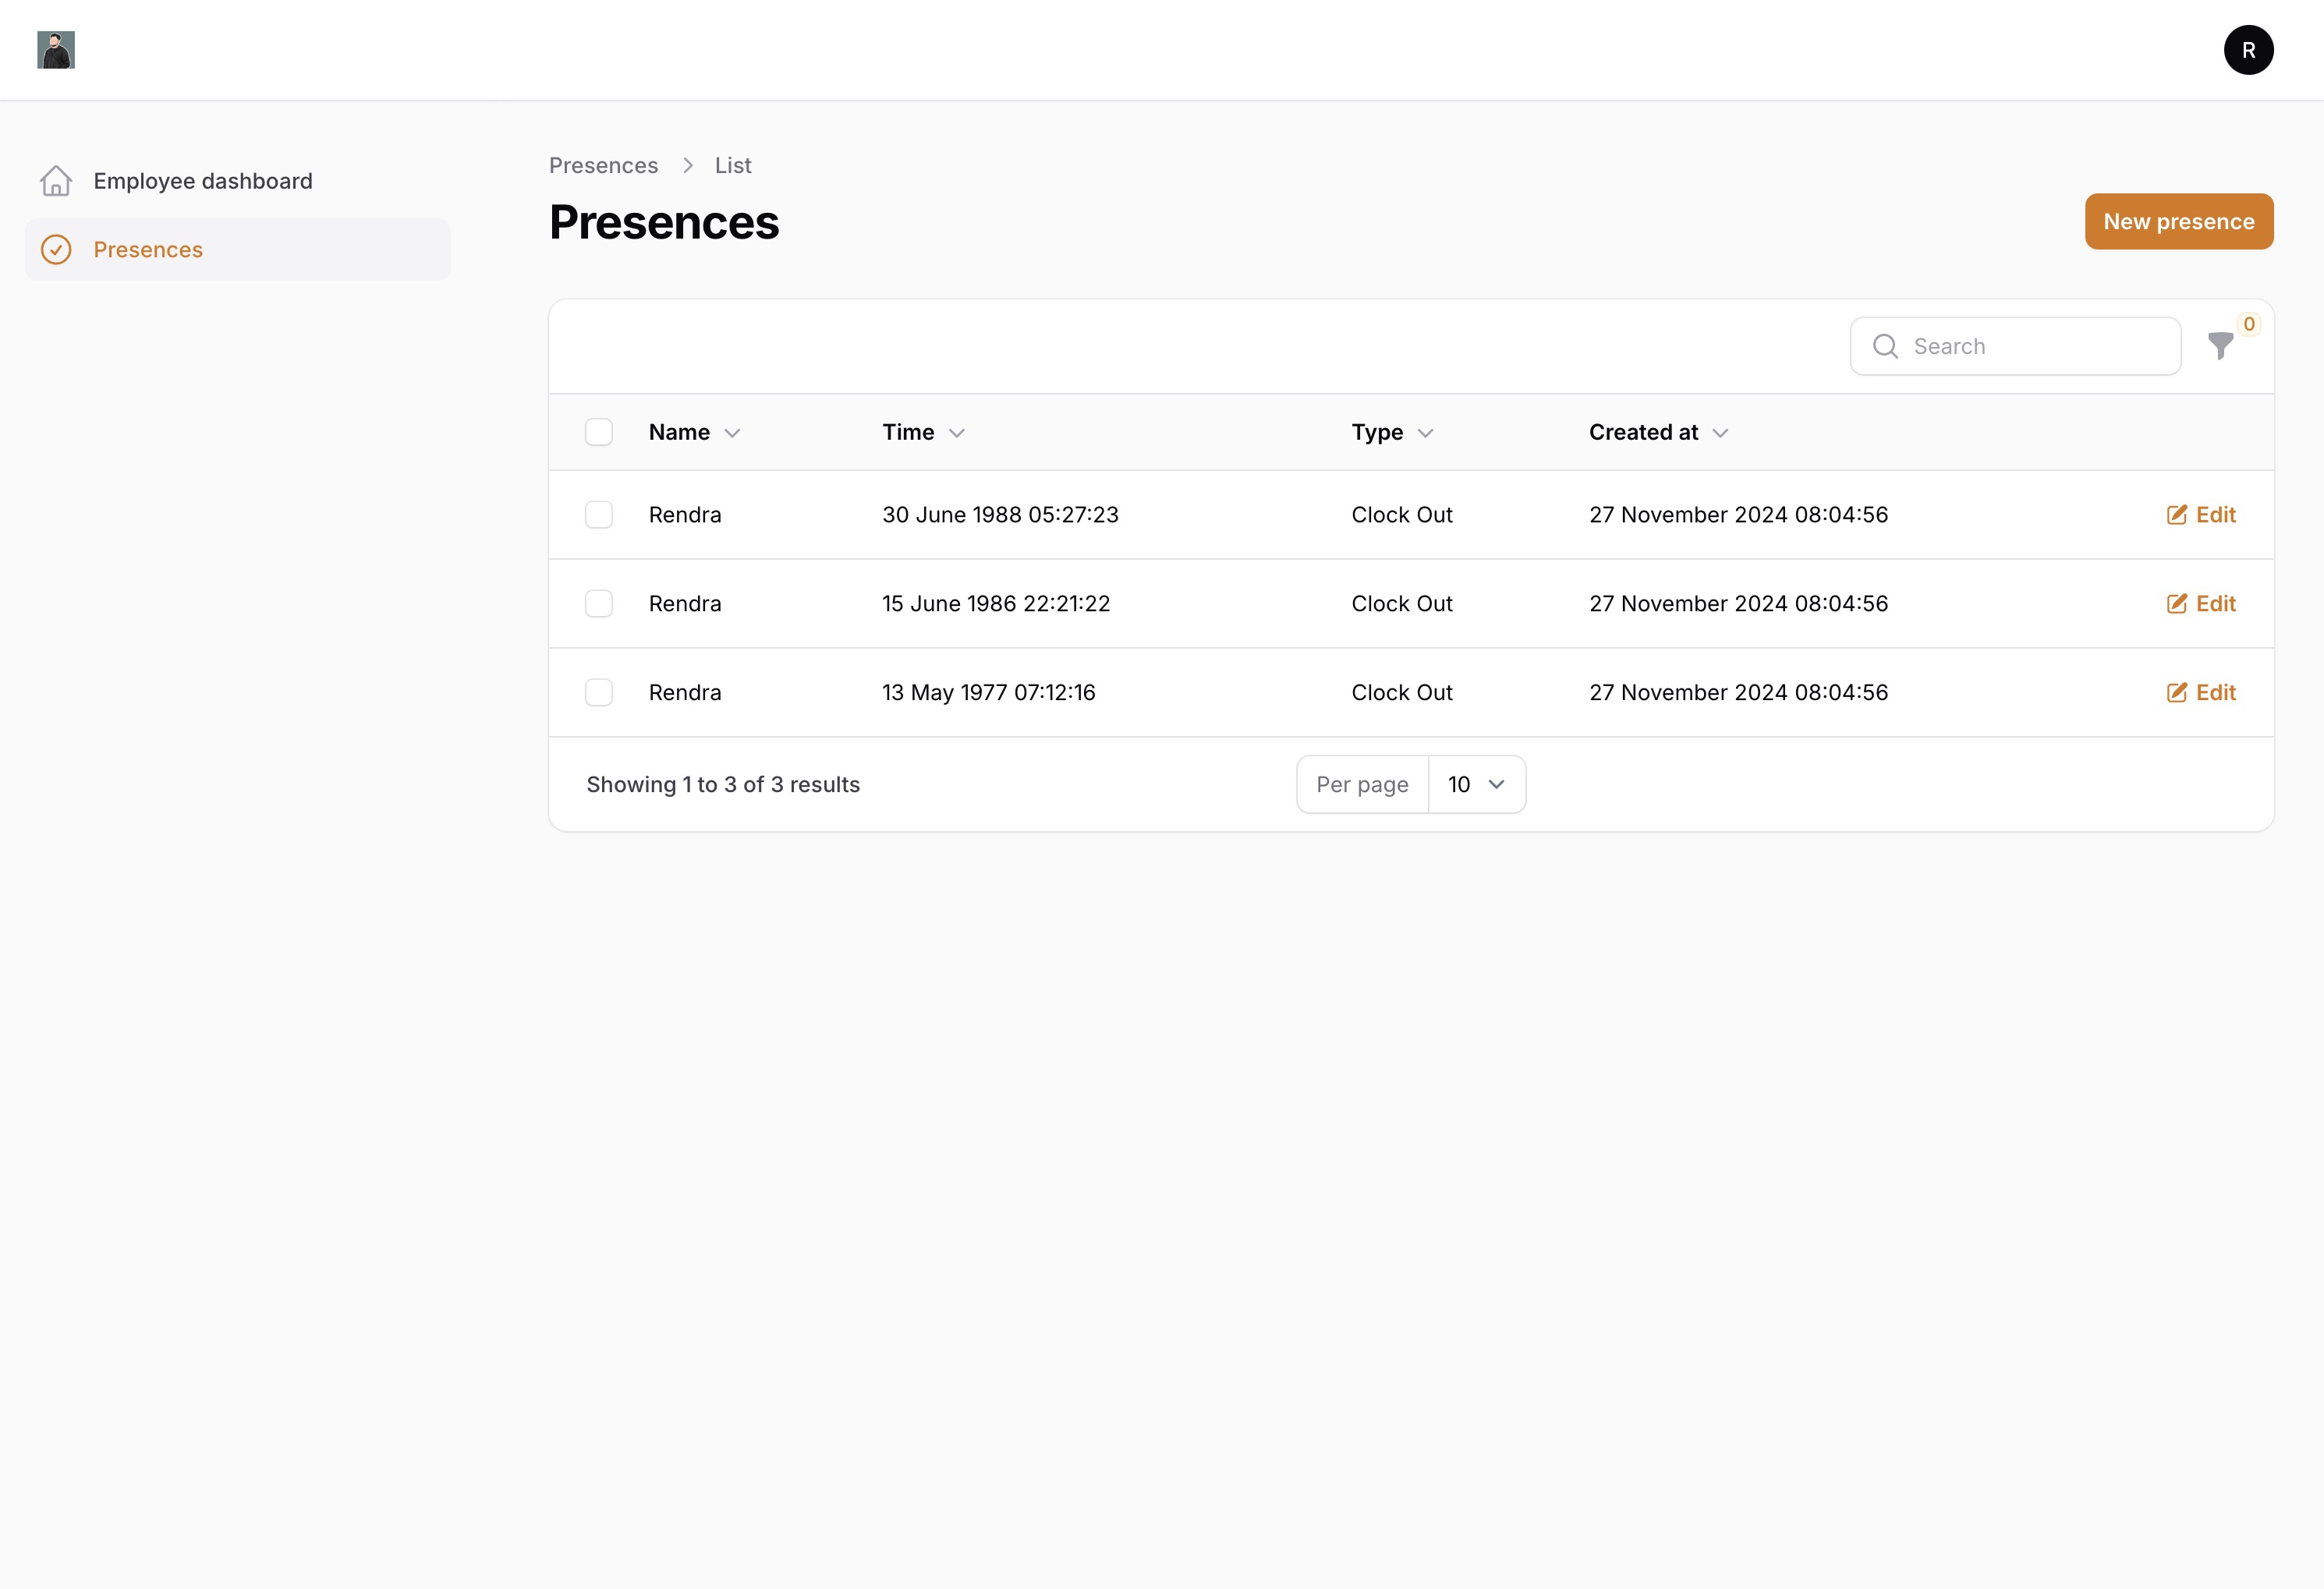 R
Employee dashboard
Presences
Presences > List
Presences
New presence
Search
0
Name Time Type Created at
Rendra 30 June 1988 05:27:23 Clock Out 27 November 2024 08:04:56 Edit
Rendra 15 June 1986 22:21:22 Clock Out 27 November 2024 08:04:56 Edit
Rendra 13 May 1977 07:12:16 Clock Out 27 November 2024 08:04:56 Edit
Showing 1 to 3 of 3 results
Per page 10